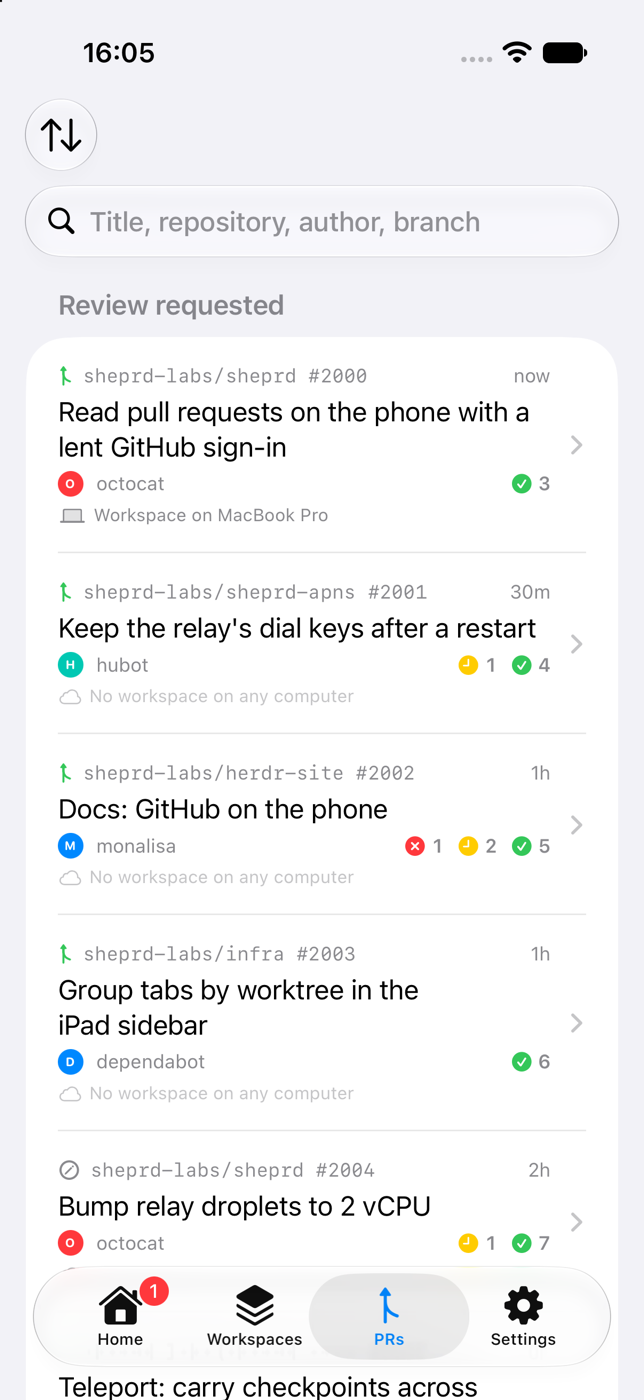 16:05
Title, repository, author, branch
Review requested
sheprd-labs/sheprd #2000 now
Read pull requests on the phone with a
lent GitHub sign-in
O octocat 3
Workspace on MacBook Pro
sheprd-labs/sheprd-apns #2001 30m
Keep the relay's dial keys after a restart
H hubot 1 4
No workspace on any computer
sheprd-labs/herdr-site #2002 1h
Docs: GitHub on the phone
M monalisa 1 2 5
No workspace on any computer
sheprd-labs/infra #2003 1h
Group tabs by worktree in the
iPad sidebar
D dependabot 6
No workspace on any computer
sheprd-labs/sheprd #2004 2h
Bump relay droplets to 2 vCPU
O octocat 1 7
1
Home Workspaces PRs Settings
Teleport: carry checkpoints across